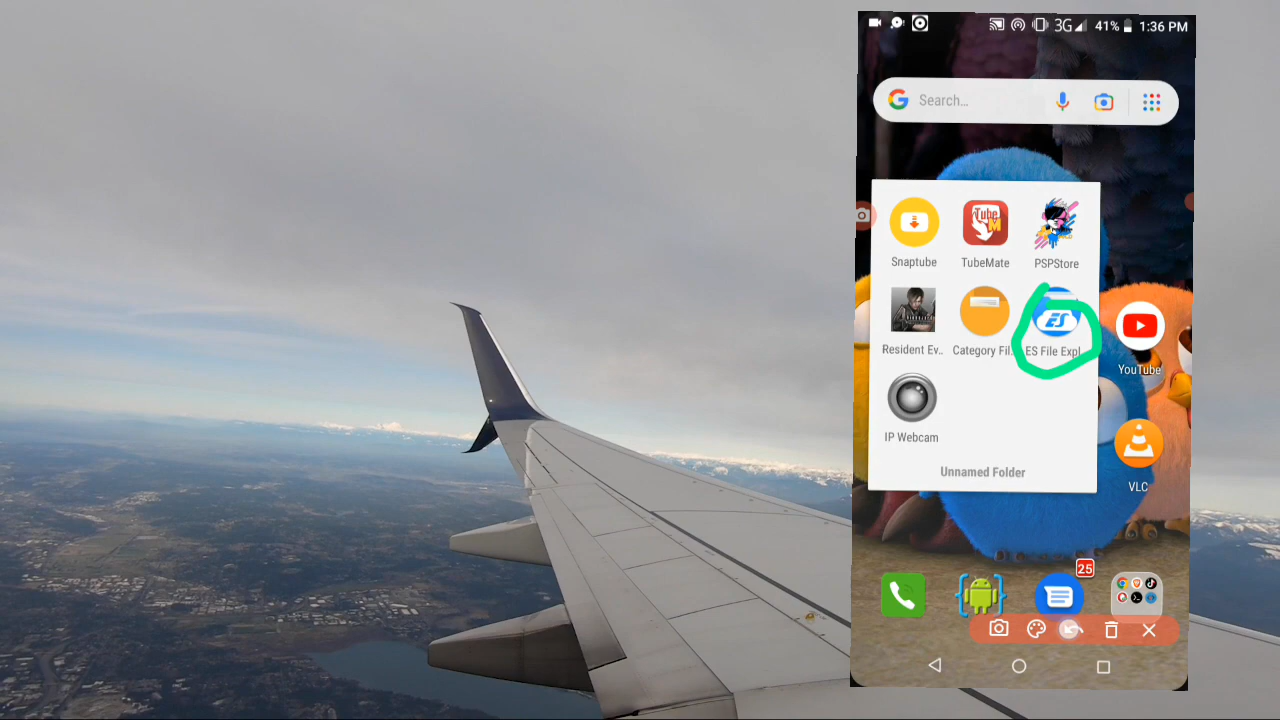 3G 41% 1:36 PM
Search...
Tube
M
Snaptube TubeMate PSPStore
ES
Resident Ev.. Category Fil.. ES File Expl..
YouTube
IP Webcam
Unnamed Folder
VLC
25